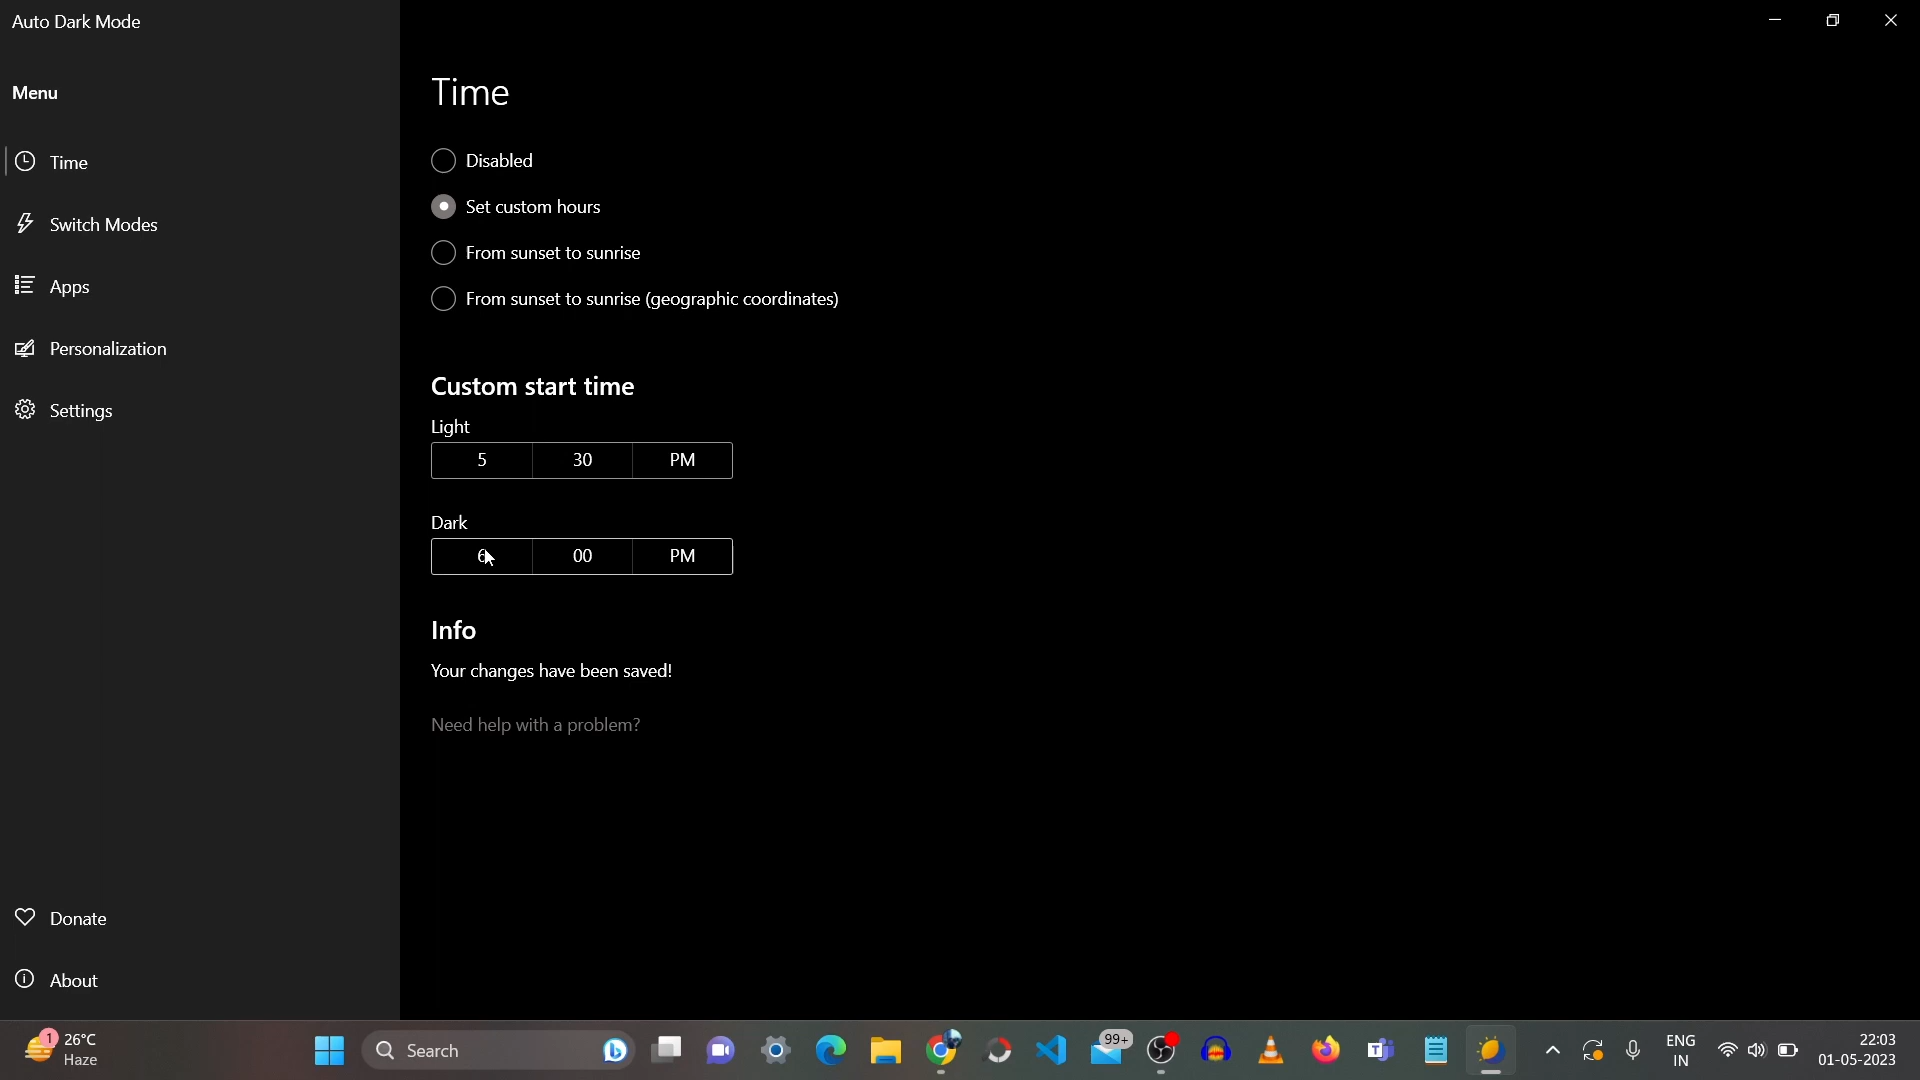 Auto Dark Mode
Menu
Time
Switch Modes
Apps
Personalization
Settings
Donate
About
Time
Disabled
Set custom hours
From sunset to sunrise
From sunset to sunrise (geographic coordinates)
Custom start time
Light
5 30 PM
Dark
6 00 PM
Info
Your changes have been saved!
Need help with a problem?
1
26°C
Haze
Search
99+
ENG
IN
22:03
01-05-2023